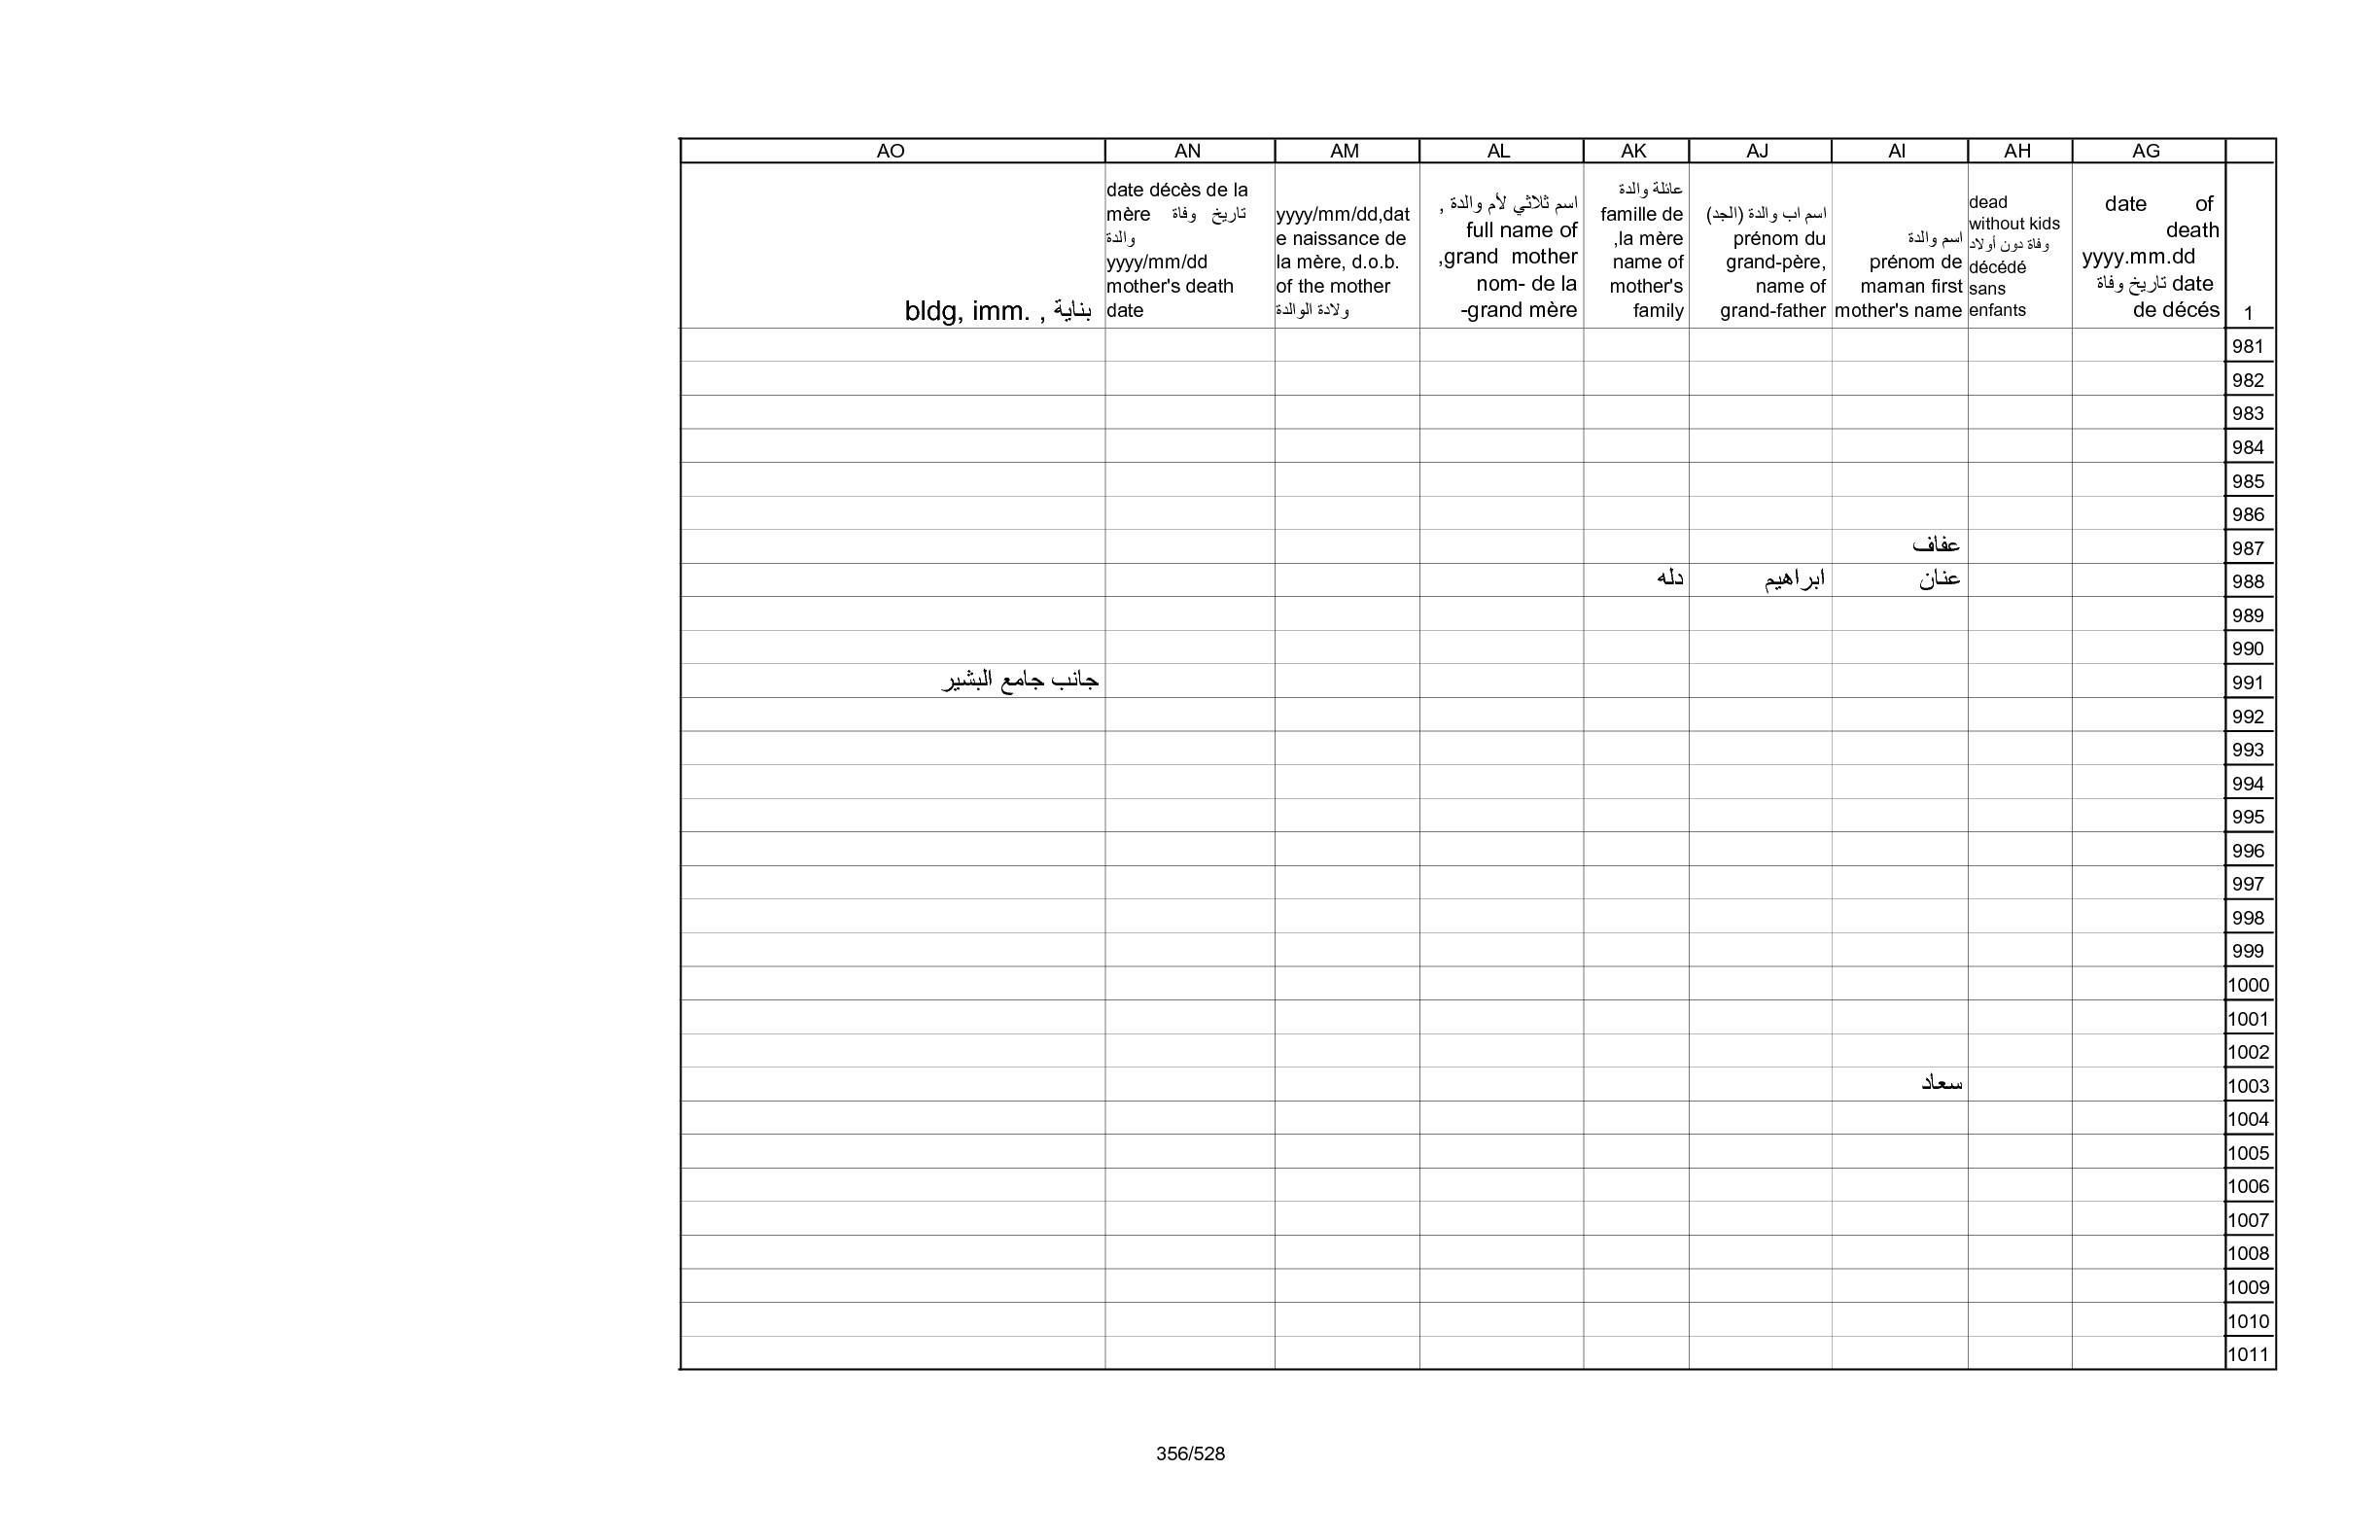 AG AH AI AJ AK AL AM AN AO
1
date of
death
yyyy.mm.dd
date تاريخ وفاة
de décés
dead
without kids
وفاة دون أولاد
décédé
sans
enfants
اسم والدة
prénom de
maman first
mother's name
اسم اب والدة (الجد)
prénom du
grand-père,
name of
grand-father
عائلة والدة
famille de
la mère,
name of
mother's
family
اسم ثلاثي لأم والدة ,
full name of
grand mother,
nom- de la
grand mère-
yyyy/mm/dd,dat
e naissance de
la mère, d.o.b.
of the mother
ولادة الوالدة
date décès de la
mère تاريخ وفاة
والدة
yyyy/mm/dd
mother's death
date
bldg, imm. , بناية
981
982
983
984
985
986
987 عفاف
988 عنان ابراهيم دله
989
990
991 جانب جامع البشير
992
993
994
995
996
997
998
999
1000
1001
1002
1003 سعاد
1004
1005
1006
1007
1008
1009
1010
1011
356/528